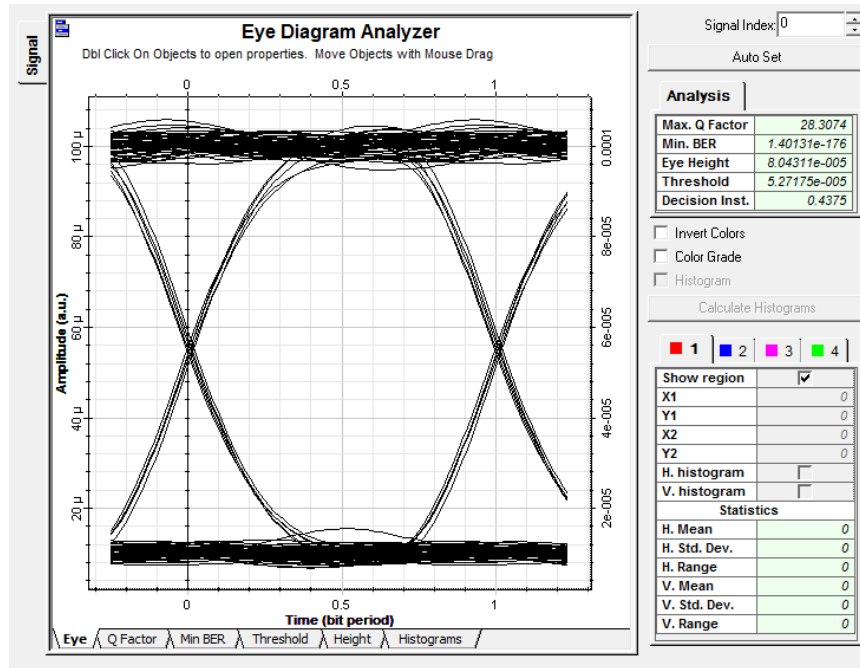 Signal
Eye Diagram Analyzer
Dbl Click On Objects to open properties. Move Objects with Mouse Drag
0 0.5 1
Amplitude (a.u.)
100 µ
80 µ
60 µ
40 µ
20 µ
0.0001
8e-005
6e-005
4e-005
2e-005
0 0.5 1
Time (bit period)
Eye Q Factor Min BER Threshold Height Histograms
Signal Index: 0
Auto Set
Analysis
Max. Q Factor 28.3074
Min. BER 1.40131e-176
Eye Height 8.04311e-005
Threshold 5.27175e-005
Decision Inst. 0.4375
Invert Colors
Color Grade
Histogram
Calculate Histograms
1 2 3 4
Show region
X1 0
Y1 0
X2 0
Y2 0
H. histogram
V. histogram
Statistics
H. Mean 0
H. Std. Dev. 0
H. Range 0
V. Mean 0
V. Std. Dev. 0
V. Range 0